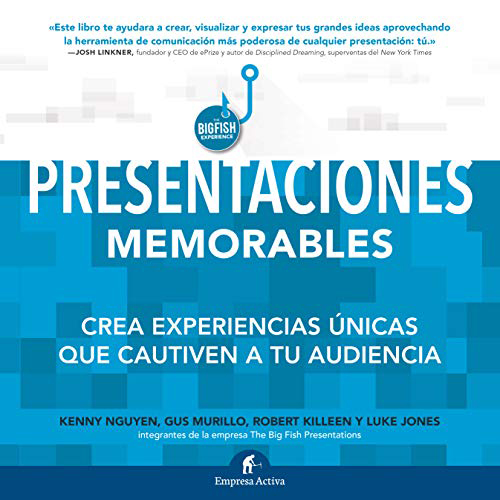 «Este libro te ayudara a crear, visualizar y expresar tus grandes ideas aprovechando
la herramienta de comunicación más poderosa de cualquier presentación: tú.»
—JOSH LINKNER, fundador y CEO de ePrize y autor de Disciplined Dreaming, superventas del New York Times
THE
BIGFISH
EXPERIENCE
PRESENTACIONES
MEMORABLES
CREA EXPERIENCIAS ÚNICAS
QUE CAUTIVEN A TU AUDIENCIA
KENNY NGUYEN, GUS MURILLO, ROBERT KILLEEN Y LUKE JONES
integrantes de la empresa The Big Fish Presentations
Empresa Activa